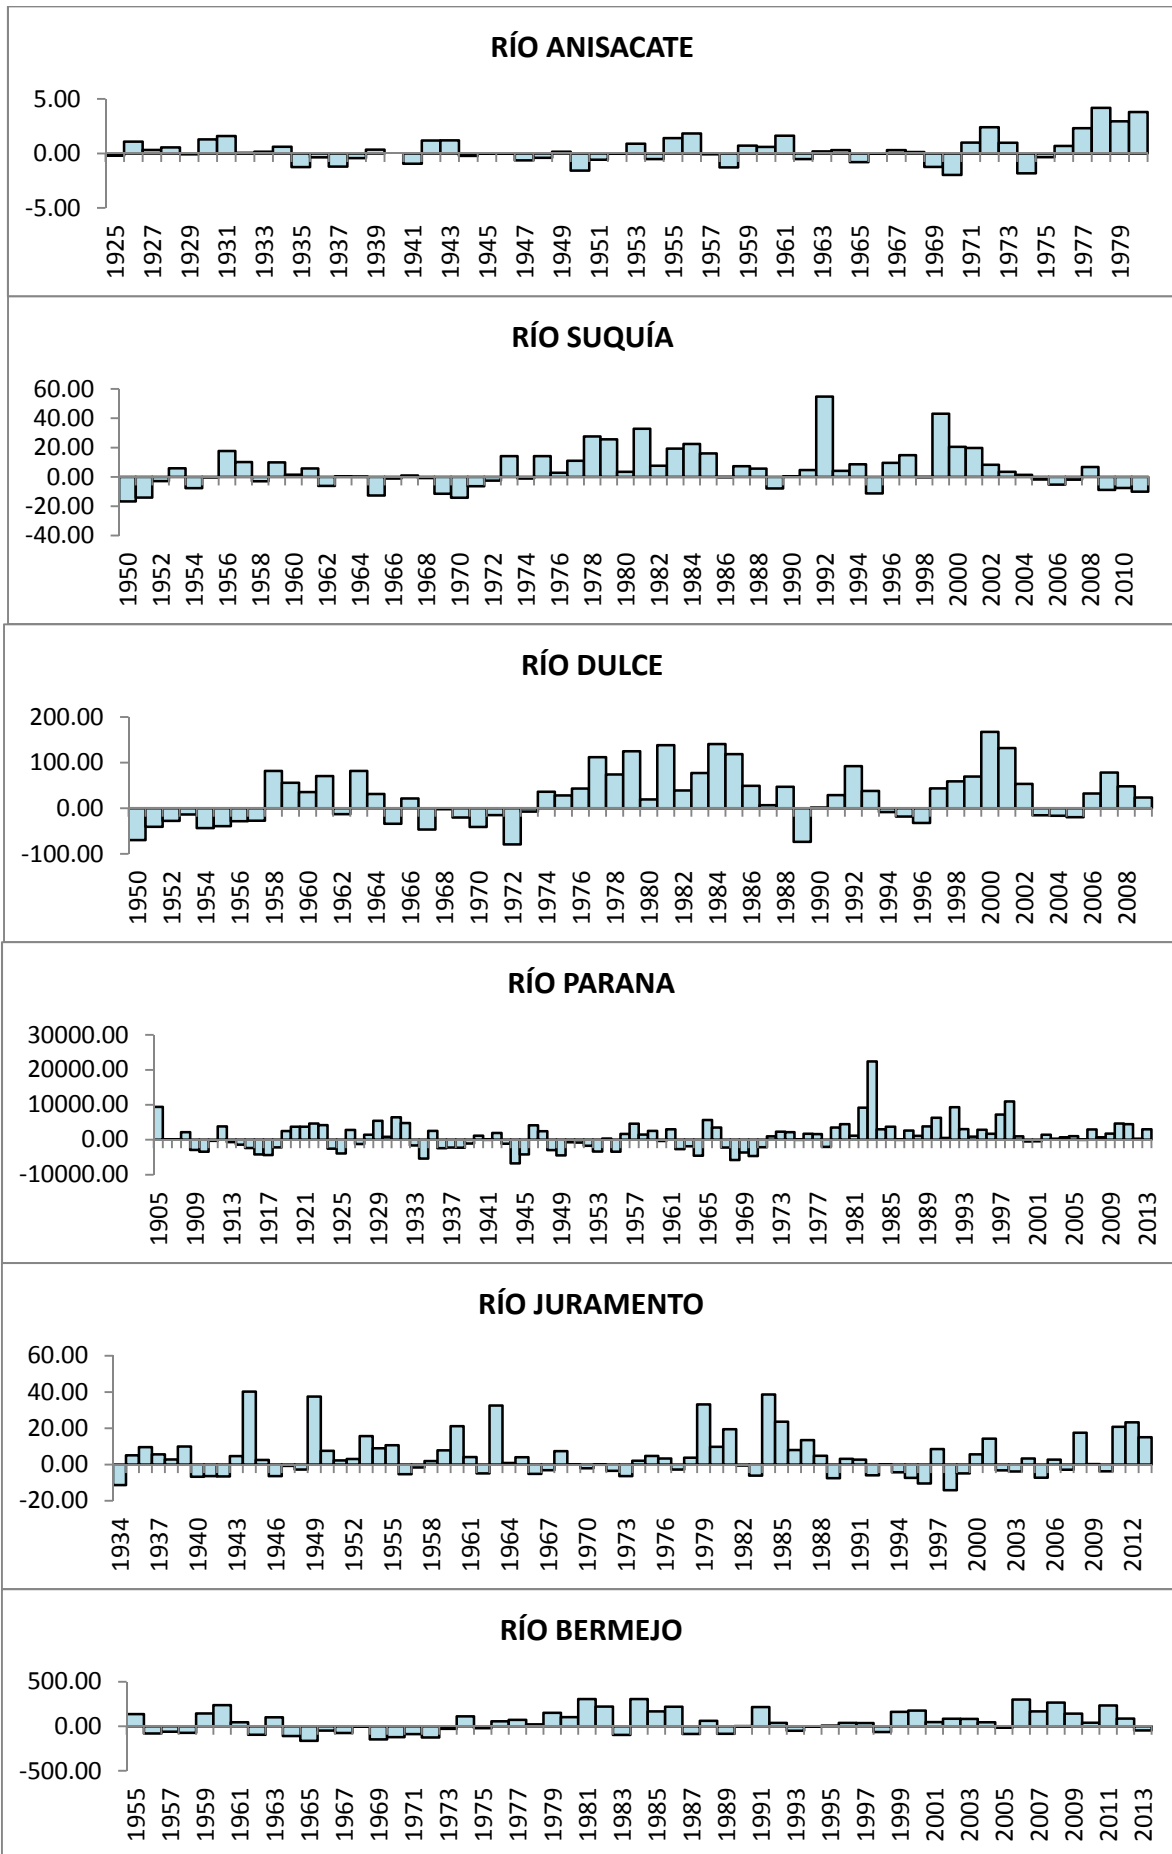 RÍO ANISACATE
5.00
0.00
-5.00
1925 1927 1929 1931 1933 1935 1937 1939 1941 1943 1945 1947 1949 1951 1953 1955 1957 1959 1961 1963 1965 1967 1969 1971 1973 1975 1977 1979
RÍO SUQUÍA
60.00
40.00
20.00
0.00
-20.00
-40.00
1950 1952 1954 1956 1958 1960 1962 1964 1966 1968 1970 1972 1974 1976 1978 1980 1982 1984 1986 1988 1990 1992 1994 1996 1998 2000 2002 2004 2006 2008 2010
RÍO DULCE
200.00
100.00
0.00
-100.00
1950 1952 1954 1956 1958 1960 1962 1964 1966 1968 1970 1972 1974 1976 1978 1980 1982 1984 1986 1988 1990 1992 1994 1996 1998 2000 2002 2004 2006 2008
RÍO PARANA
30000.00
20000.00
10000.00
0.00
-10000.00
1905 1909 1913 1917 1921 1925 1929 1933 1937 1941 1945 1949 1953 1957 1961 1965 1969 1973 1977 1981 1985 1989 1993 1997 2001 2005 2009 2013
RÍO JURAMENTO
60.00
40.00
20.00
0.00
-20.00
1934 1937 1940 1943 1946 1949 1952 1955 1958 1961 1964 1967 1970 1973 1976 1979 1982 1985 1988 1991 1994 1997 2000 2003 2006 2009 2012
RÍO BERMEJO
500.00
0.00
-500.00
1955 1957 1959 1961 1963 1965 1967 1969 1971 1973 1975 1977 1979 1981 1983 1985 1987 1989 1991 1993 1995 1997 1999 2001 2003 2005 2007 2009 2011 2013